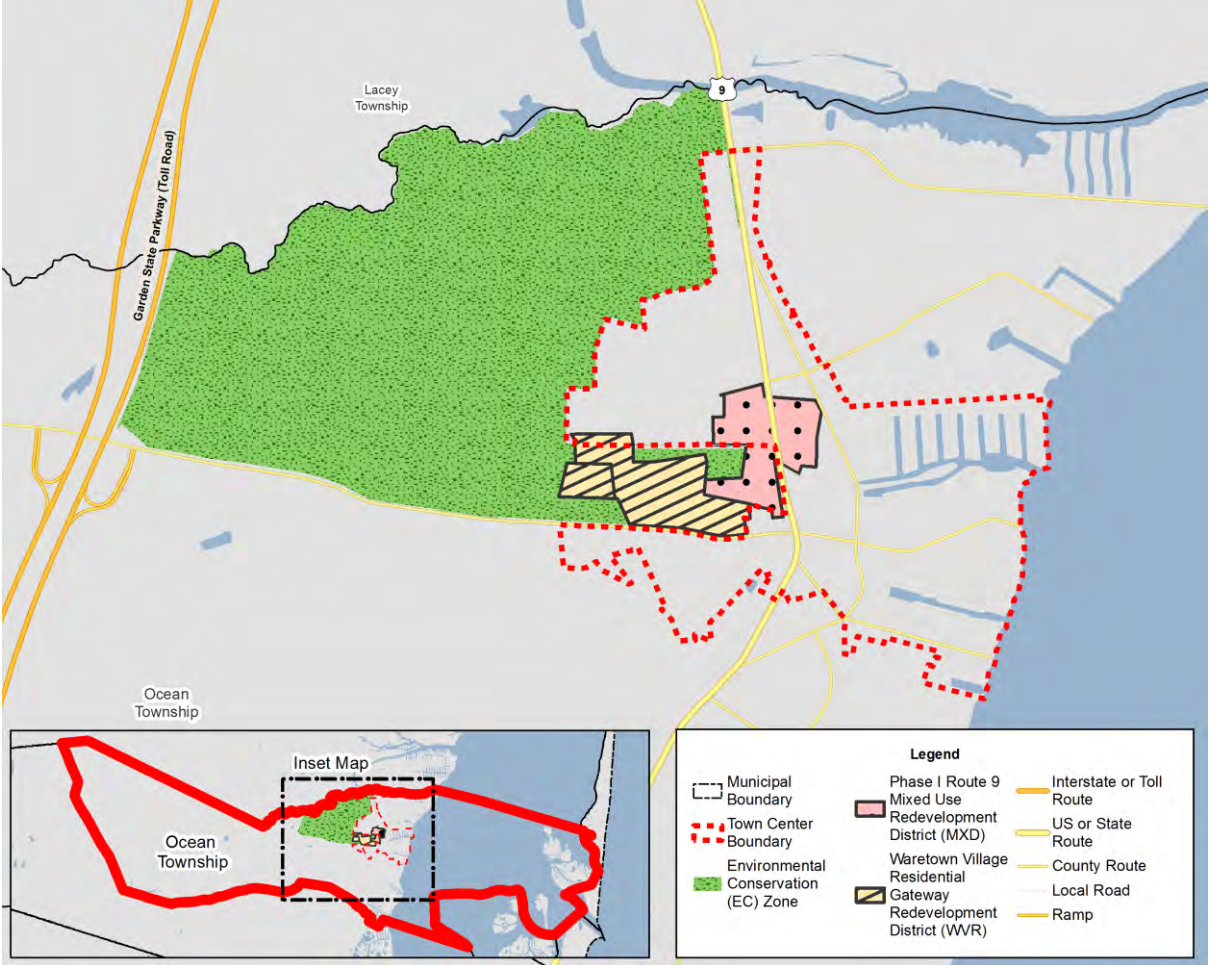 9
Lacey
Township
Garden State Parkway (Toll Road)
Ocean
Township
Inset Map
Ocean
Township
Legend
Municipal
Boundary
Town Center
Boundary
Environmental
Conservation
(EC) Zone
Phase I Route 9
Mixed Use
Redevelopment
District (MXD)
Waretown Village
Residential
Gateway
Redevelopment
District (WVR)
Interstate or Toll
Route
US or State
Route
County Route
Local Road
Ramp